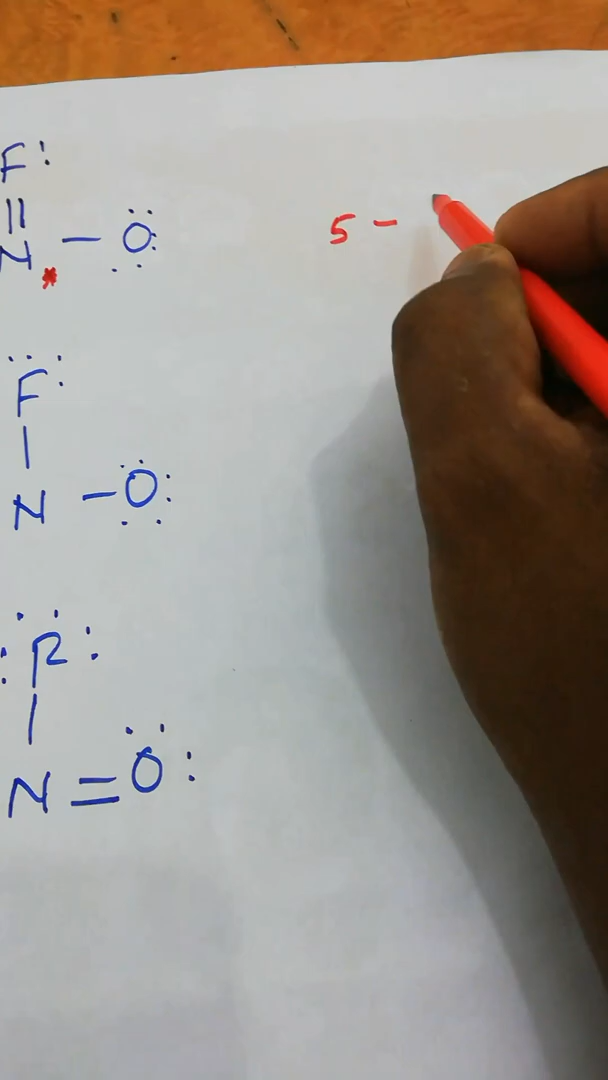 F:
||
N - O 5 -
*
F
|
N - O
F
|
N = O